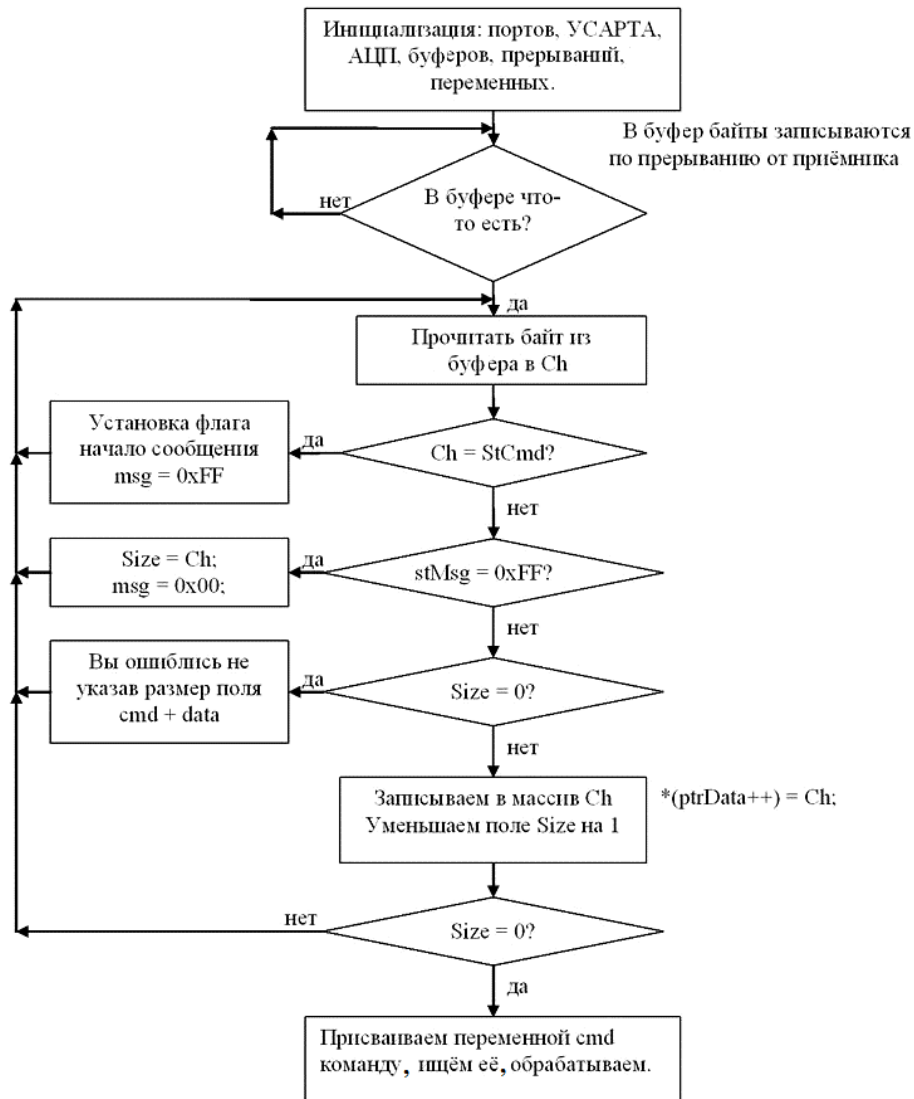 Инициализация: портов, УСАРТА,
АЦП, буферов, прерываний,
переменных.
В буфер байты записываются
по прерыванию от приёмника
В буфере что-
то есть?
нет
да
Прочитать байт из
буфера в Ch
Установка флага
начало сообщения
msg = 0xFF
да
Ch = StCmd?
нет
Size = Ch;
msg = 0x00;
да
stMsg = 0xFF?
нет
Вы ошиблись не
указав размер поля
cmd + data
да
Size = 0?
нет
Записываем в массив Ch
Уменьшаем поле Size на 1
*(ptrData++) = Ch;
нет
Size = 0?
да
Присваиваем переменной cmd
команду, ищём её, обрабатываем.